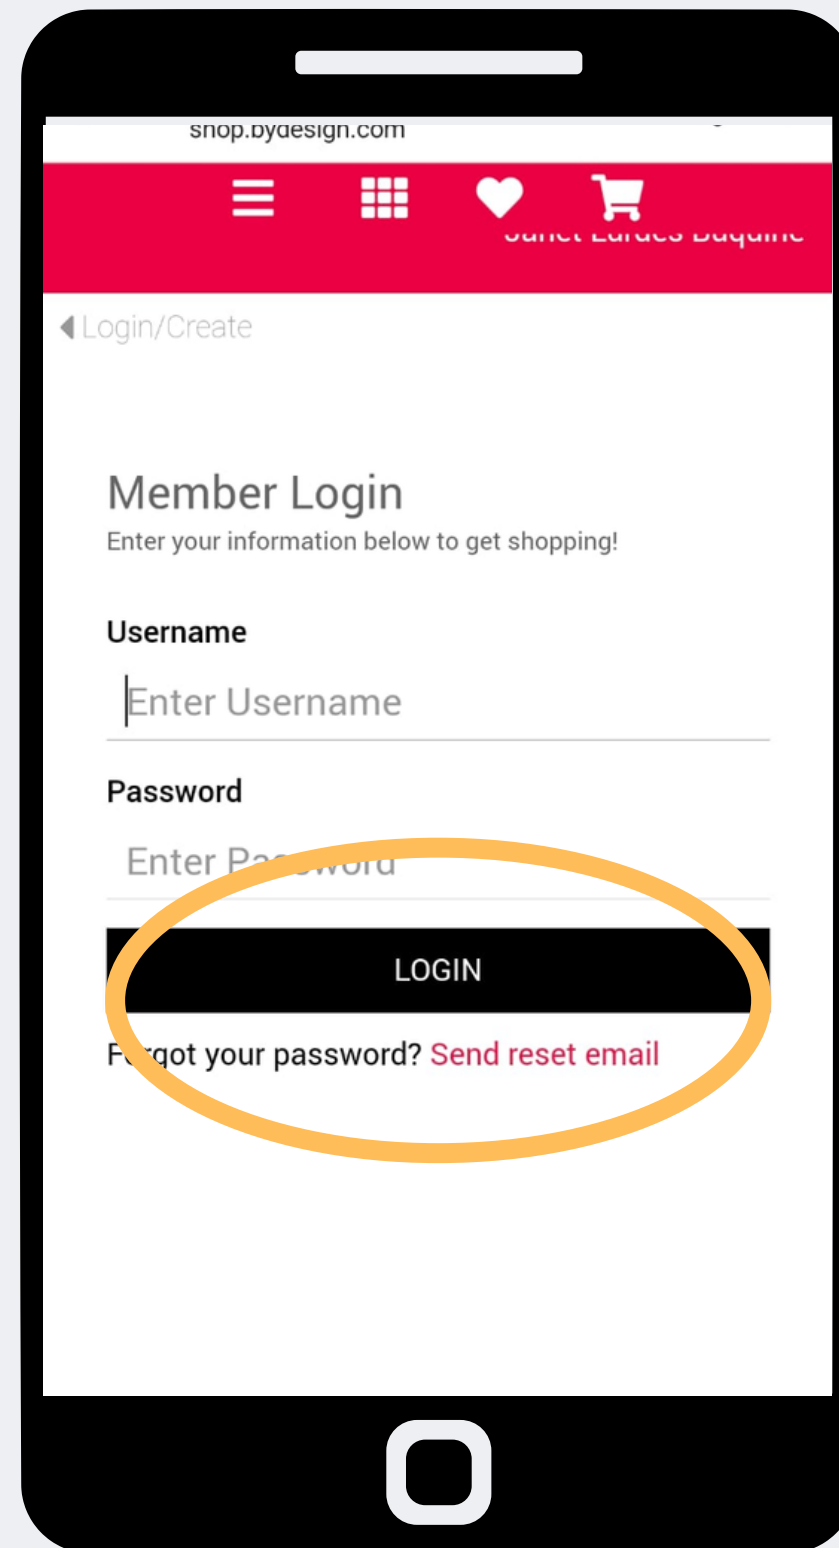 shop.bydesign.com
Login/Create
Member Login
Enter your information below to get shopping!
Username
Enter Username
Password
Enter Password
LOGIN
Forgot your password? Send reset email